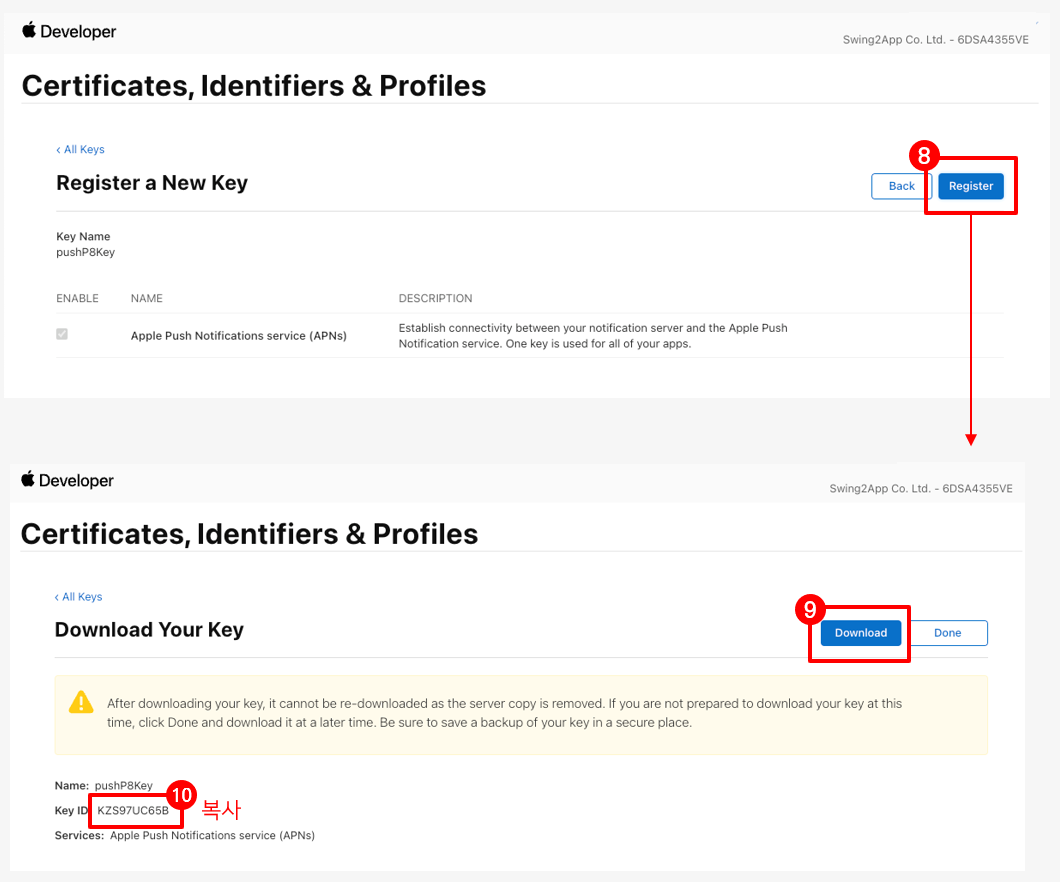 Developer
Swing2App Co. Ltd. - 6DSA4355VE
Certificates, Identifiers & Profiles
‹ All Keys
8
Register a New Key
Back
Register
Key Name
pushP8Key
ENABLE NAME DESCRIPTION
Apple Push Notifications service (APNs)
Establish connectivity between your notification server and the Apple Push
Notification service. One key is used for all of your apps.
Developer
Swing2App Co. Ltd. - 6DSA4355VE
Certificates, Identifiers & Profiles
‹ All Keys
9
Download Your Key
Download
Done
After downloading your key, it cannot be re-downloaded as the server copy is removed. If you are not prepared to download your key at this
time, click Done and download it at a later time. Be sure to save a backup of your key in a secure place.
Name: pushP8Key
10
Key ID KZS97UC65B 복사
Services: Apple Push Notifications service (APNs)